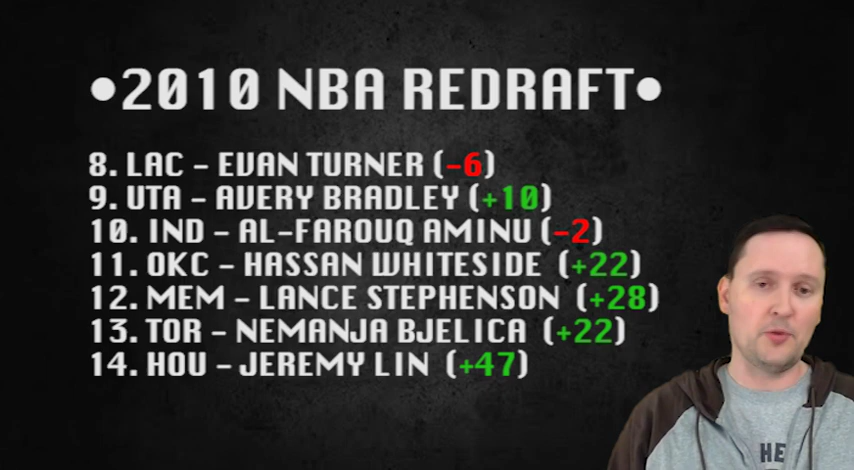 •2010 NBA REDRAFT•
8. LAC - EVAN TURNER (-6)
9. UTA - AVERY BRADLEY (+10)
10. IND - AL-FAROUQ AMINU (-2)
11. OKC - HASSAN WHITESIDE (+22)
12. MEM - LANCE STEPHENSON (+28)
13. TOR - NEMANJA BJELICA (+22)
14. HOU - JEREMY LIN (+47)
HE